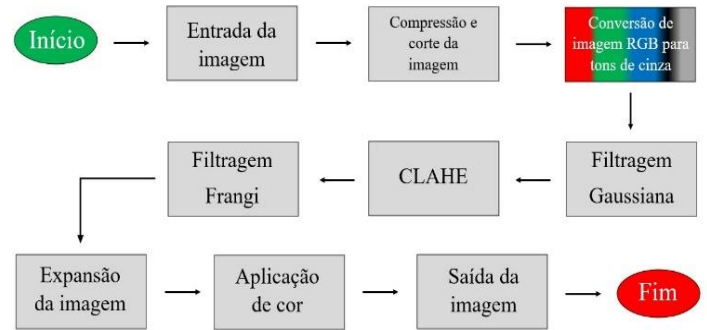 Início
Entrada da
imagem
Compressão e
corte da
imagem
Conversão de
imagem RGB para
tons de cinza
Filtragem
Gaussiana
CLAHE
Filtragem
Frangi
Expansão
da imagem
Aplicação
de cor
Saída da
imagem
Fim